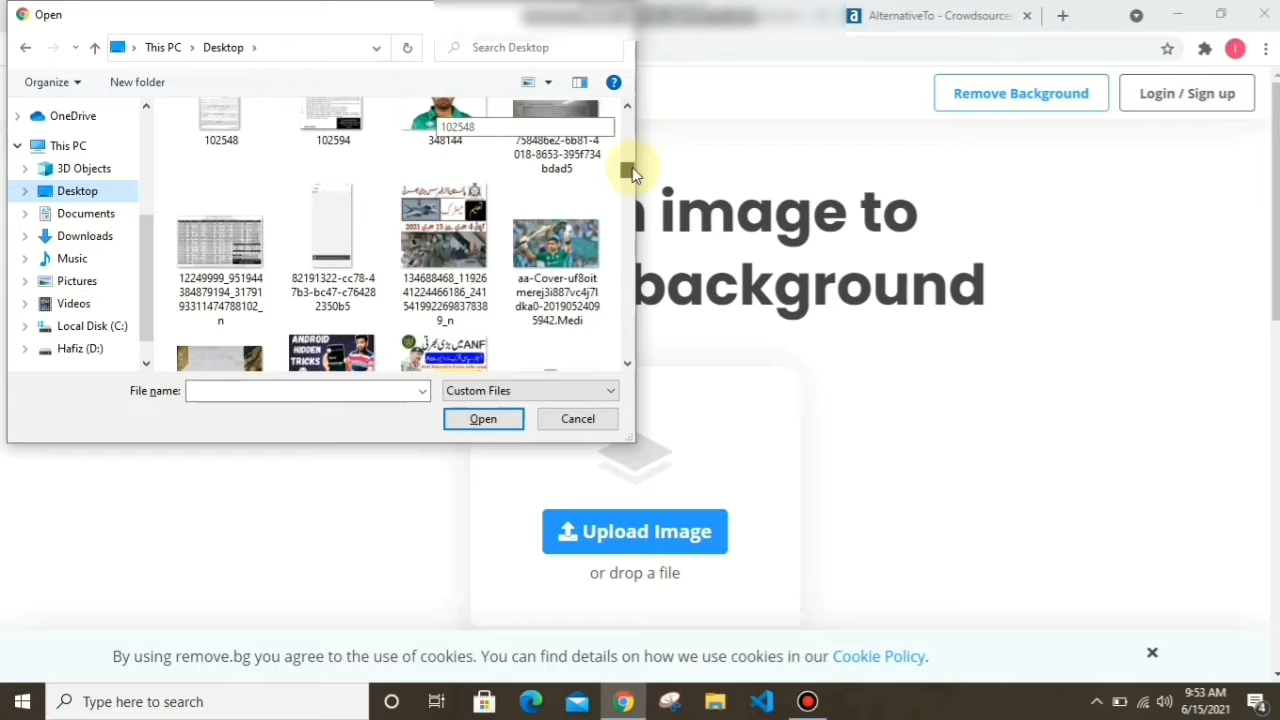 Open
AlternativeTo - Crowdsource
This PC
Desktop
Search Desktop
Organize
New folder
Remove Background
Login / Sign up
OneDrive
This PC
3D Objects
Desktop
Documents
Downloads
Music
Pictures
Videos
Local Disk (C:)
Hafiz (D:)
102548
102548
102594
348144
758486e2-6b81-4
018-8653-395f734
bdad5
12249999_951944
384879194_31791
93311474788102_
n
82191322-cc78-4
7b3-bc47-c76428
2350b5
134688468_11926
41224466186_241
541992269837838
9_n
aa-Cover-uf8oit
merej3i887vc4j7l
dka0-2019052409
5942.Medi
ANDROID
HIDDEN
TRICKS
File name:
Custom Files
Open
Cancel
image to
background
Upload Image
or drop a file
By using remove.bg you agree to the use of cookies. You can find details on how we use cookies in our Cookie Policy.
Type here to search
9:53 AM
6/15/2021
4